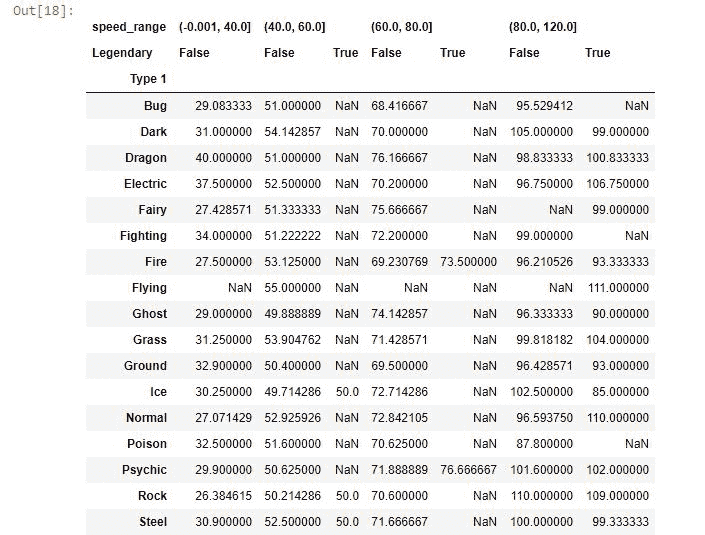 Out[18]:
speed_range (-0.001, 40.0] (40.0, 60.0] (60.0, 80.0] (80.0, 120.0]
Legendary False False True False True False True
Type 1
Bug 29.083333 51.000000 NaN 68.416667 NaN 95.529412 NaN
Dark 31.000000 54.142857 NaN 70.000000 NaN 105.000000 99.000000
Dragon 40.000000 51.000000 NaN 76.166667 NaN 98.833333 100.833333
Electric 37.500000 52.500000 NaN 70.200000 NaN 96.750000 106.750000
Fairy 27.428571 51.333333 NaN 75.666667 NaN NaN 99.000000
Fighting 34.000000 51.222222 NaN 72.200000 NaN 99.000000 NaN
Fire 27.500000 53.125000 NaN 69.230769 73.500000 96.210526 93.333333
Flying NaN 55.000000 NaN NaN NaN NaN 111.000000
Ghost 29.000000 49.888889 NaN 74.142857 NaN 96.333333 90.000000
Grass 31.250000 53.904762 NaN 71.428571 NaN 99.818182 104.000000
Ground 32.900000 50.400000 NaN 69.500000 NaN 96.428571 93.000000
Ice 30.250000 49.714286 50.0 72.714286 NaN 102.500000 85.000000
Normal 27.071429 52.925926 NaN 72.842105 NaN 96.593750 110.000000
Poison 32.500000 51.600000 NaN 70.625000 NaN 87.800000 NaN
Psychic 29.900000 50.625000 NaN 71.888889 76.666667 101.600000 102.000000
Rock 26.384615 50.214286 50.0 70.600000 NaN 110.000000 109.000000
Steel 30.900000 52.500000 50.0 71.666667 NaN 100.000000 99.333333